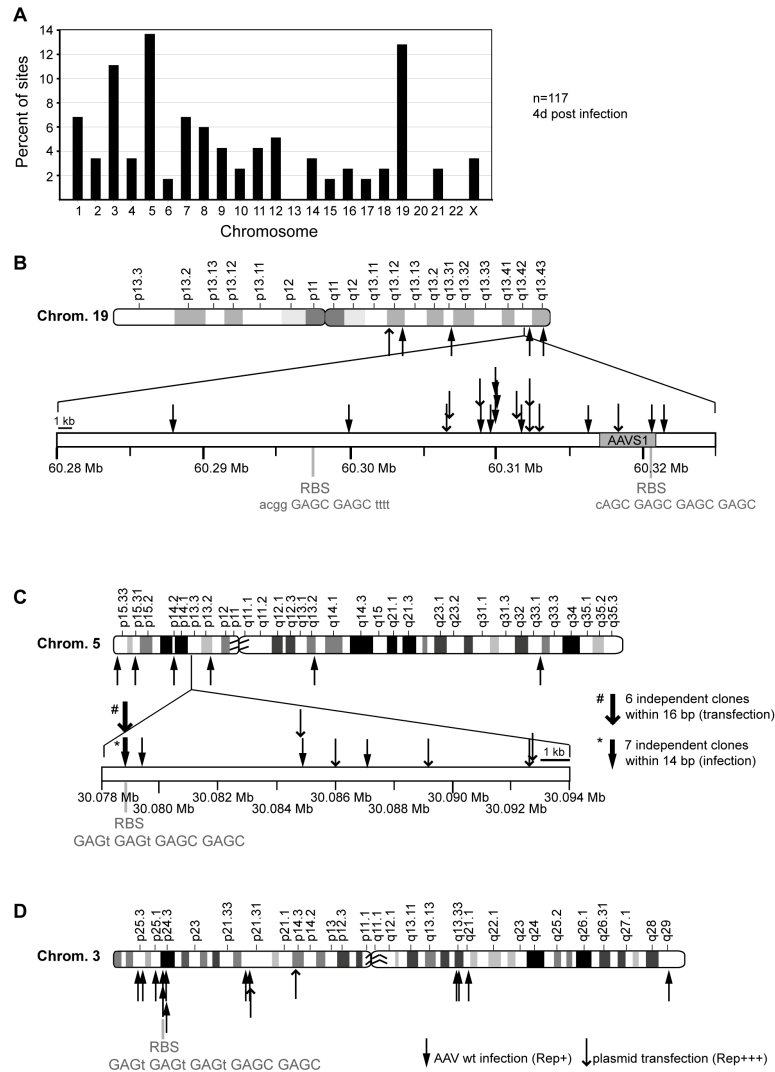 A
Percent of sites
14
12
10
8
6
4
2
1 2 3 4 5 6 7 8 9 10 11 12 13 14 15 16 17 18 19 20 21 22 X
Chromosome
n=117
4d post infection
B
p13.3 p13.2 p13.13 p13.12 p13.11 p12 p11 q11 q12 q13.11 q13.12 q13.13 q13.2 q13.31 q13.32 q13.33 q13.41 q13.42 q13.43
Chrom. 19
1 kb
AAVS1
60.28 Mb 60.29 Mb 60.30 Mb 60.31 Mb 60.32 Mb
RBS RBS
acgg GAGC GAGC tttt cAGC GAGC GAGC GAGC
C
p15.33 p15.31 p15.2 p14.2 p14.1 p13.3 p13.2 p12 p11 q11.1 q11.2 q12.1 q12.3 q13.1 q13.2 q14.1 q14.3 q15 q21.1 q21.3 q23.1 q23.2 q31.1 q31.3 q32 q33.1 q33.3 q34 q35.1 q35.2 q35.3
Chrom. 5
#
*
1 kb
# 6 independent clones
within 16 bp (transfection)
* 7 independent clones
within 14 bp (infection)
30.078 Mb 30.082 Mb 30.086 Mb 30.090 Mb 30.094 Mb
30.080 Mb 30.084 Mb 30.088 Mb 30.092 Mb
RBS
GAGt GAGt GAGC GAGC
D
p25.3 p25.1 p24.3 p23 p21.33 p21.31 p21.1 p14.3 p14.2 p13 p12.3 p11.1 q11.1 q12.1 q13.11 q13.13 q13.33 q21.1 q22.1 q23 q24 q25.2 q26.1 q26.31 q27.1 q28 q29
Chrom. 3
RBS
GAGt GAGt GAGt GAGC GAGC
AAV wt infection (Rep+) plasmid transfection (Rep+++)